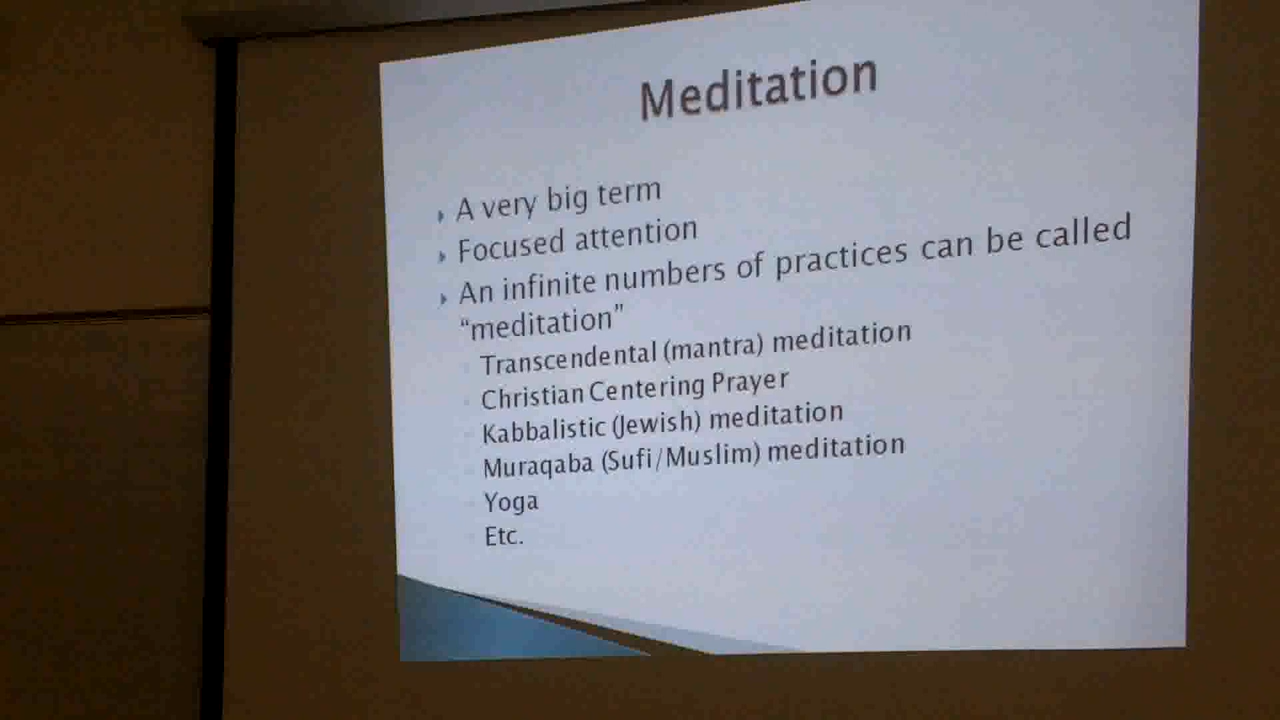 Meditation
A very big term
Focused attention
An infinite numbers of practices can be called
“meditation”
Transcendental (mantra) meditation
Christian Centering Prayer
Kabbalistic (Jewish) meditation
Muraqaba (Sufi/Muslim) meditation
Yoga
Etc.